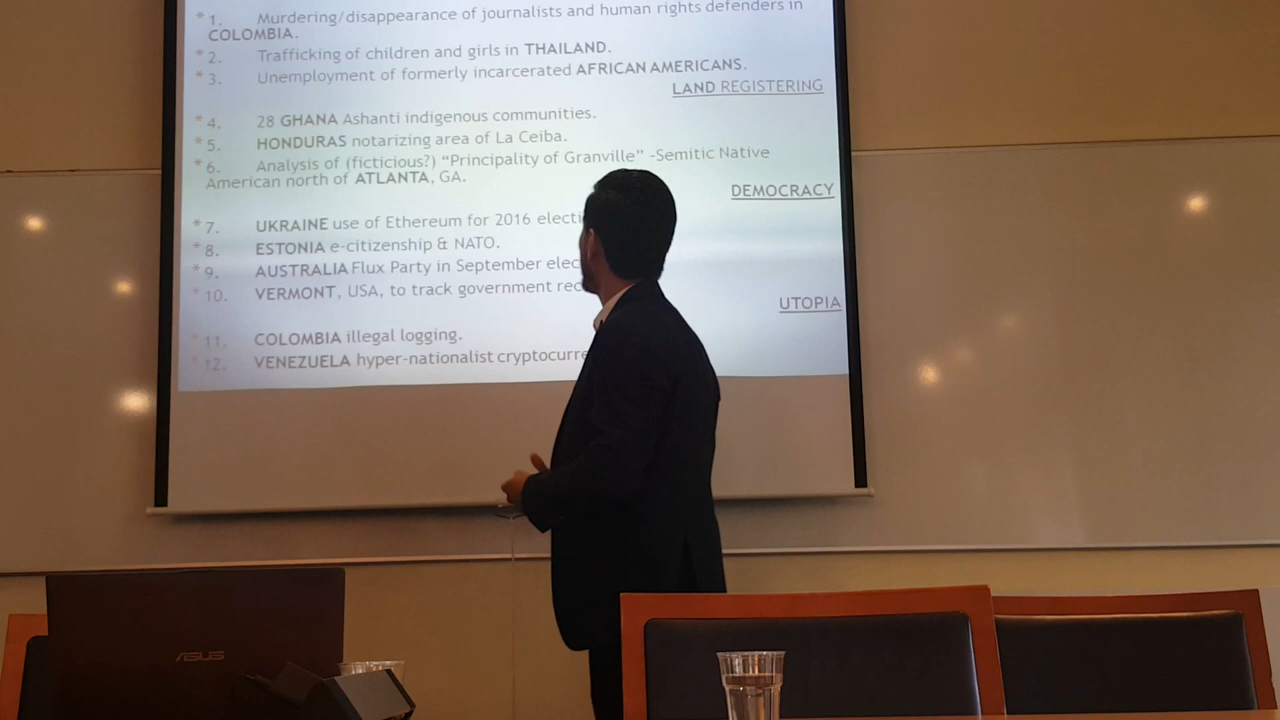 * 1. Murdering/disappearance of journalists and human rights defenders in
COLOMBIA.
* 2. Trafficking of children and girls in THAILAND.
* 3. Unemployment of formerly incarcerated AFRICAN AMERICANS.
LAND REGISTERING
* 4. 28 GHANA Ashanti indigenous communities.
* 5. HONDURAS notarizing area of La Ceiba.
* 6. Analysis of (ficticious?) “Principality of Granville” -Semitic Native
American north of ATLANTA, GA.
DEMOCRACY
* 7. UKRAINE use of Ethereum for 2016
* 8. ESTONIA e-citizenship & NATO.
* 9. AUSTRALIA Flux Party in September
* 10. VERMONT, USA, to track government
UTOPIA
* 11. COLOMBIA illegal logging.
* 12. VENEZUELA hyper-nationalist
ASUS